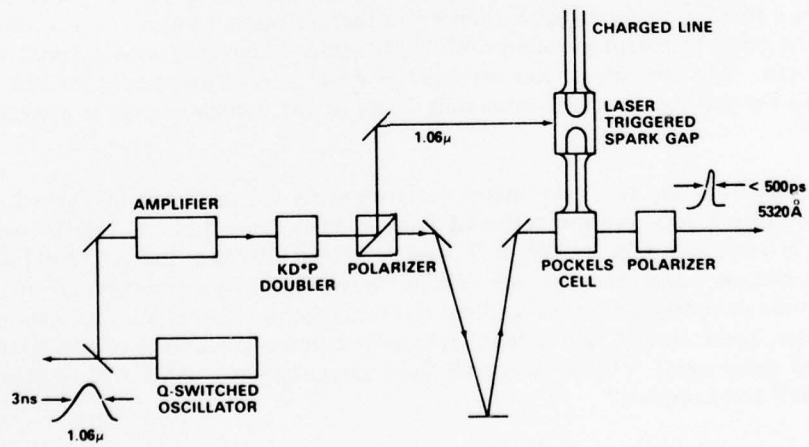 CHARGED LINE
LASER
TRIGGERED
SPARK GAP
1.06μ
AMPLIFIER
< 500ps
5320Å
KD*P
DOUBLER
POLARIZER
POCKELS
CELL
POLARIZER
Q-SWITCHED
OSCILLATOR
3ns
1.06μ